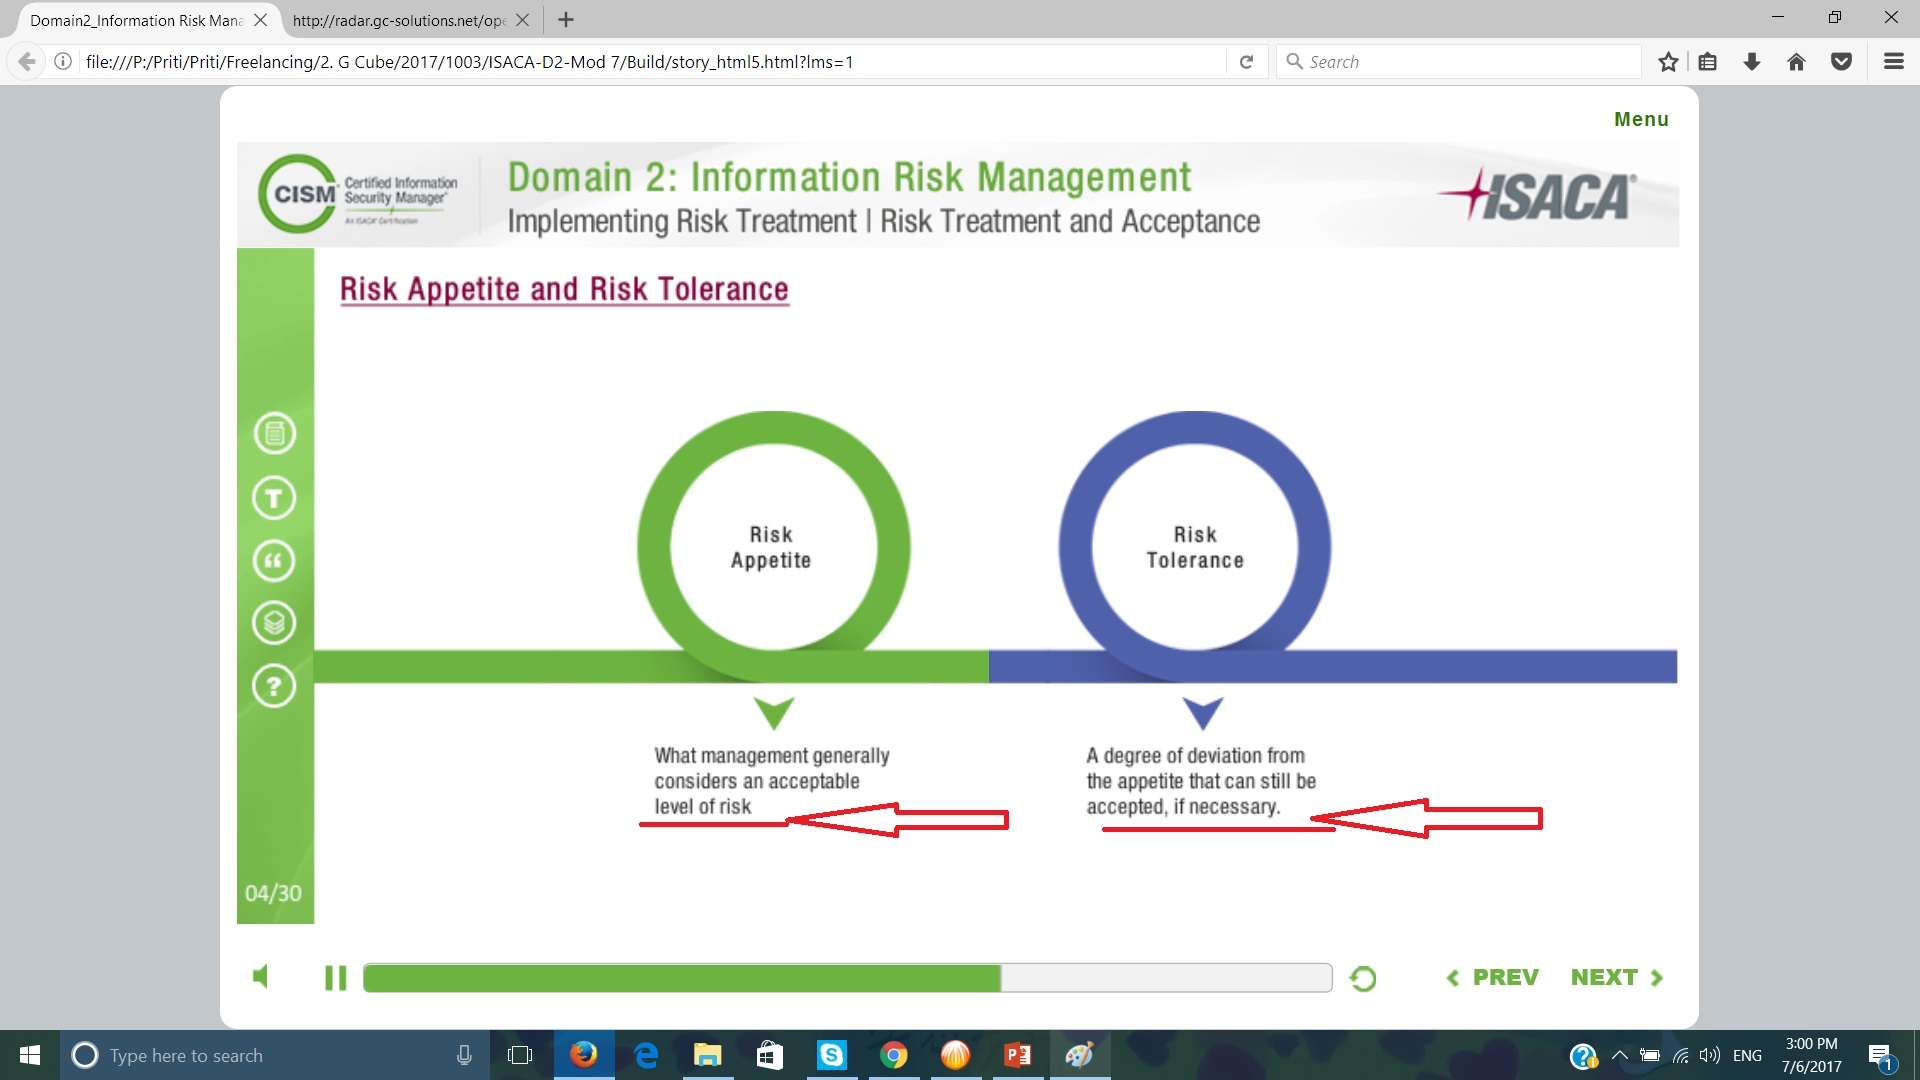 Domain2_Information Risk Mana
http://radar.gc-solutions.net/ope
file:///P:/Priti/Priti/Freelancing/2. G Cube/2017/1003/ISACA-D2-Mod 7/Build/story_html5.html?lms=1
Search
Menu
CISM
Certified Information
Security Manager®
An ISACA® Certification
Domain 2: Information Risk Management
Implementing Risk Treatment | Risk Treatment and Acceptance
ISACA®
Risk Appetite and Risk Tolerance
Risk
Appetite
Risk
Tolerance
What management generally
considers an acceptable
level of risk
A degree of deviation from
the appetite that can still be
accepted, if necessary.
04/30
PREV
NEXT
Type here to search
ENG
3:00 PM
7/6/2017
1